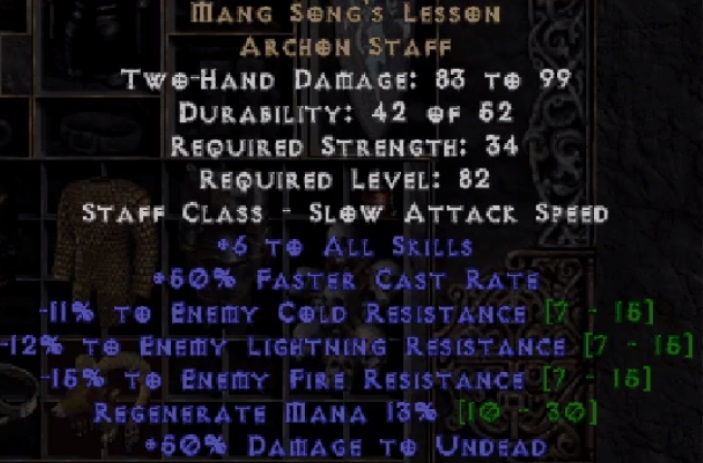 Mang Song's Lesson
Archon Staff
Two-Hand Damage: 83 to 99
Durability: 42 of 52
Required Strength: 34
Required Level: 82
Staff Class - Slow Attack Speed
+5 to All Skills
+50% Faster Cast Rate
-11% to Enemy Cold Resistance [7 - 15]
-12% to Enemy Lightning Resistance [7 - 15]
-15% to Enemy Fire Resistance [7 - 15]
Regenerate Mana 13% [10 - 30]
+50% Damage to Undead